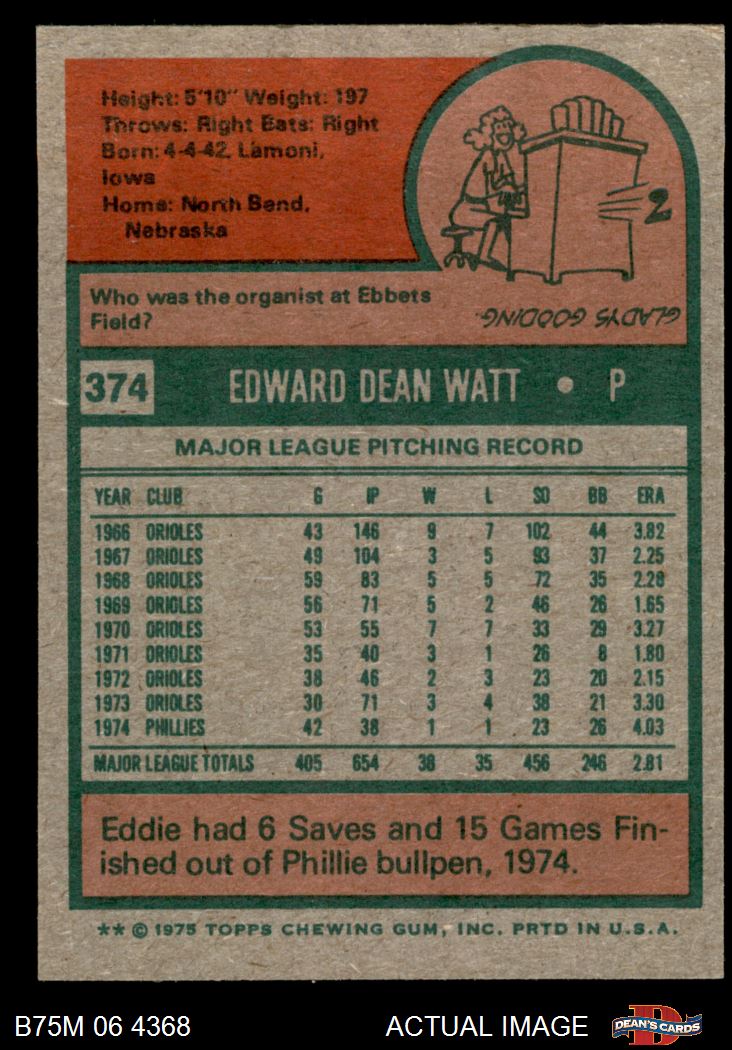 Height: 5'10" Weight: 197
Throws: Right Bats: Right
Born: 4-4-42, Lamoni,
Iowa
Home: North Bend,
Nebraska
2
Who was the organist at Ebbets
Field?
GLADYS GOODING.
374 EDWARD DEAN WATT • P
MAJOR LEAGUE PITCHING RECORD
YEAR CLUB G IP W L SO BB ERA
1966 ORIOLES 43 146 9 7 102 44 3.82
1967 ORIOLES 49 104 3 5 93 37 2.25
1968 ORIOLES 59 83 5 5 72 35 2.28
1969 ORIOLES 56 71 5 2 46 26 1.65
1970 ORIOLES 53 55 7 7 33 29 3.27
1971 ORIOLES 35 40 3 1 26 8 1.80
1972 ORIOLES 38 46 2 3 23 20 2.15
1973 ORIOLES 30 71 3 4 38 21 3.30
1974 PHILLIES 42 38 1 1 23 26 4.03
MAJOR LEAGUE TOTALS 405 654 38 35 456 246 2.81
Eddie had 6 Saves and 15 Games Fin-
ished out of Phillie bullpen, 1974.
** © 1975 TOPPS CHEWING GUM, INC. PRTD IN U.S.A.
B75M 06 4368 ACTUAL IMAGE D DEAN'S CARDS